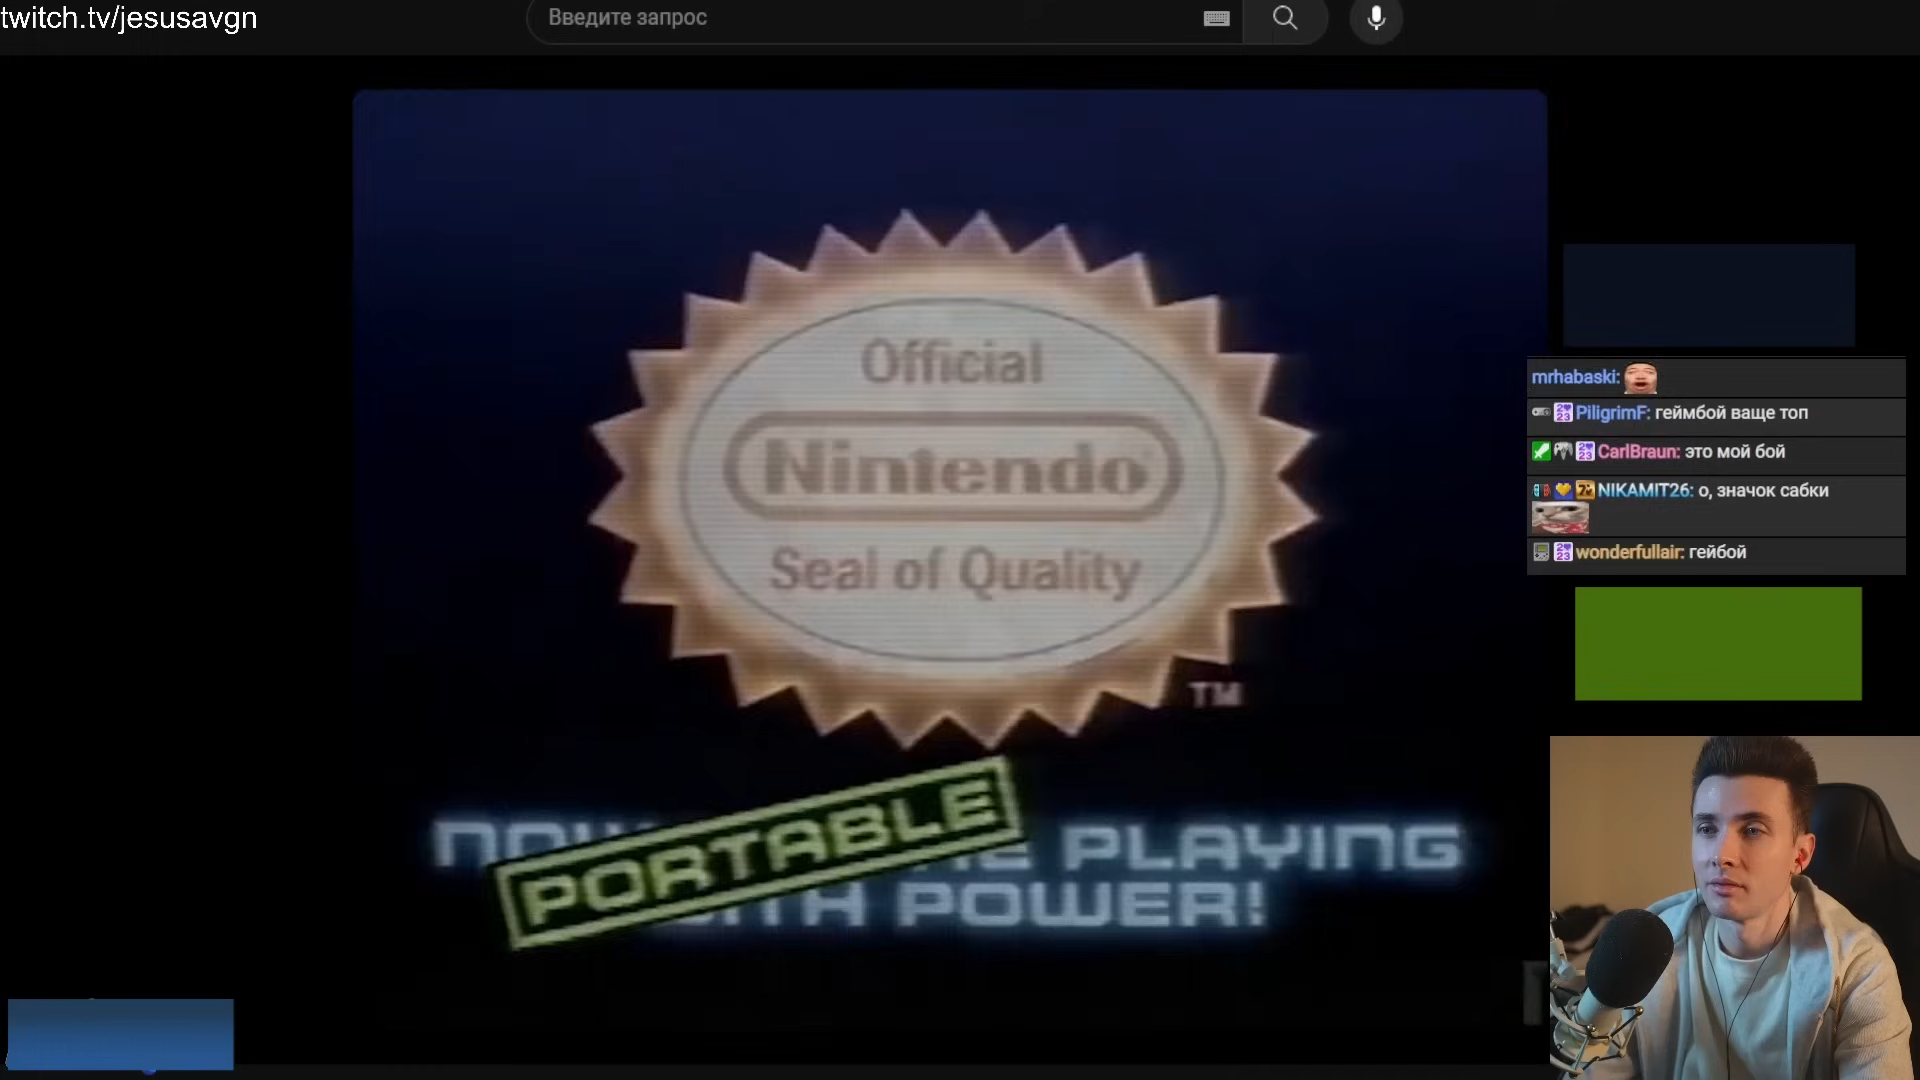 twitch.tv/jesusavgn
Введите запрос
Official
Nintendo
Seal of Quality
TM
PORTABLE
PLAYING
POWER!
mrhabaski:
PiligrimF: геймбой ваще топ
CarlBraun: это мой бой
NIKAMIT26: о, значок сабки
wonderfullair: гейбой